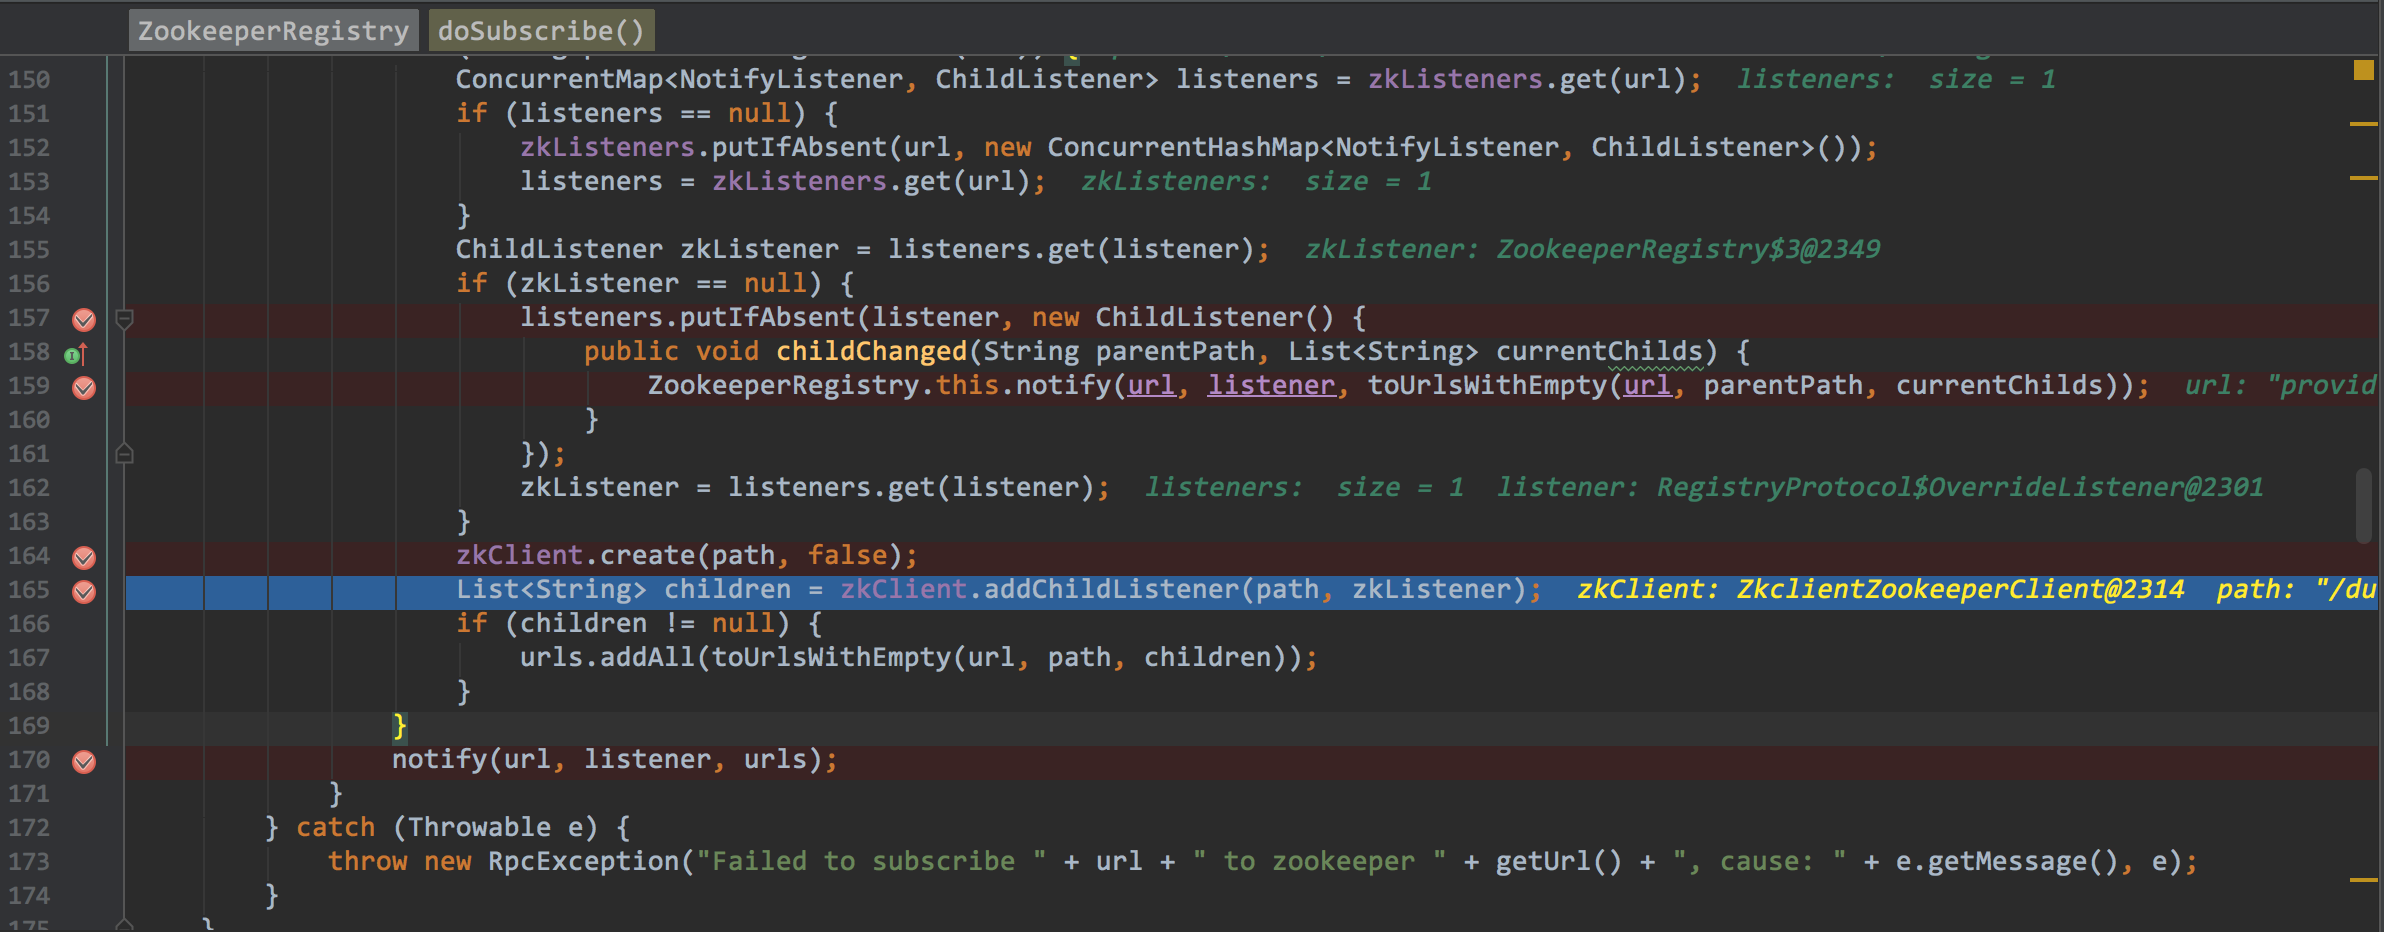 ZookeeperRegistry doSubscribe()
150 ConcurrentMap<NotifyListener, ChildListener> listeners = zkListeners.get(url); listeners: size = 1
151 if (listeners == null) {
152 zkListeners.putIfAbsent(url, new ConcurrentHashMap<NotifyListener, ChildListener>());
153 listeners = zkListeners.get(url); zkListeners: size = 1
154 }
155 ChildListener zkListener = listeners.get(listener); zkListener: ZookeeperRegistry$3@2349
156 if (zkListener == null) {
157 listeners.putIfAbsent(listener, new ChildListener() {
158 public void childChanged(String parentPath, List<String> currentChilds) {
159 ZookeeperRegistry.this.notify(url, listener, toUrlsWithEmpty(url, parentPath, currentChilds)); url: "provid
160 }
161 });
162 zkListener = listeners.get(listener); listeners: size = 1 listener: RegistryProtocol$OverrideListener@2301
163 }
164 zkClient.create(path, false);
165 List<String> children = zkClient.addChildListener(path, zkListener); zkClient: ZkclientZookeeperClient@2314 path: "/du
166 if (children != null) {
167 urls.addAll(toUrlsWithEmpty(url, path, children));
168 }
169 }
170 notify(url, listener, urls);
171 }
172 } catch (Throwable e) {
173 throw new RpcException("Failed to subscribe " + url + " to zookeeper " + getUrl() + ", cause: " + e.getMessage(), e);
174 }
175 }